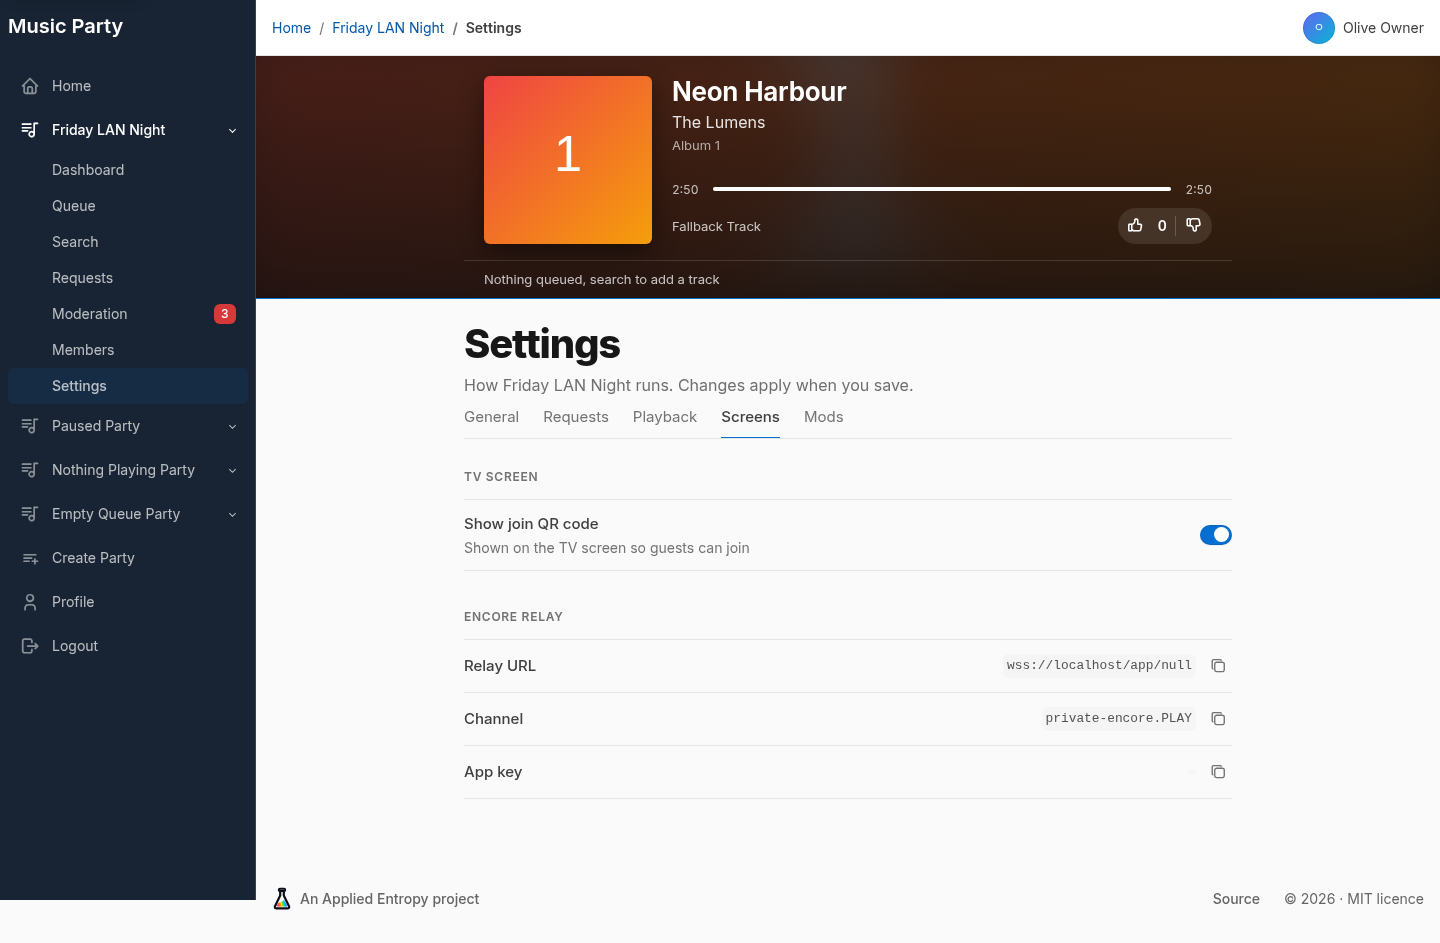 Music Party
Home / Friday LAN Night / Settings
O
Olive Owner
Home
Friday LAN Night
Dashboard
Queue
Search
Requests
Moderation 3
Members
Settings
Paused Party
Nothing Playing Party
Empty Queue Party
Create Party
Profile
Logout
1
Neon Harbour
The Lumens
Album 1
2:50 2:50
Fallback Track
0
Nothing queued, search to add a track
Settings
How Friday LAN Night runs. Changes apply when you save.
General Requests Playback Screens Mods
TV SCREEN
Show join QR code
Shown on the TV screen so guests can join
ENCORE RELAY
Relay URL wss://localhost/app/null
Channel private-encore.PLAY
App key
An Applied Entropy project
Source © 2026 · MIT licence